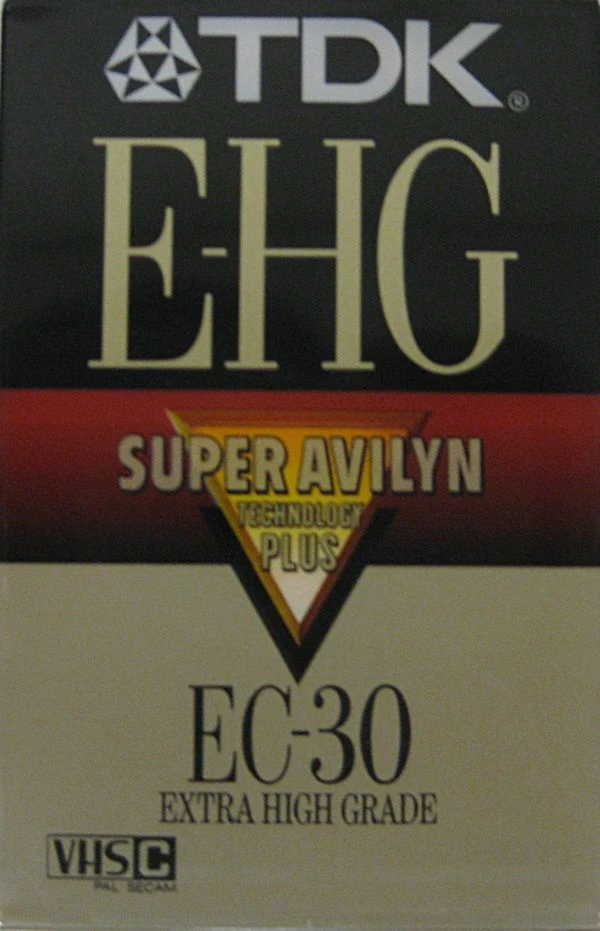 TDK®
E-HG
SUPER AVILYN
TECHNOLOGY
PLUS
EC-30
EXTRA HIGH GRADE
VHS C
PAL SECAM